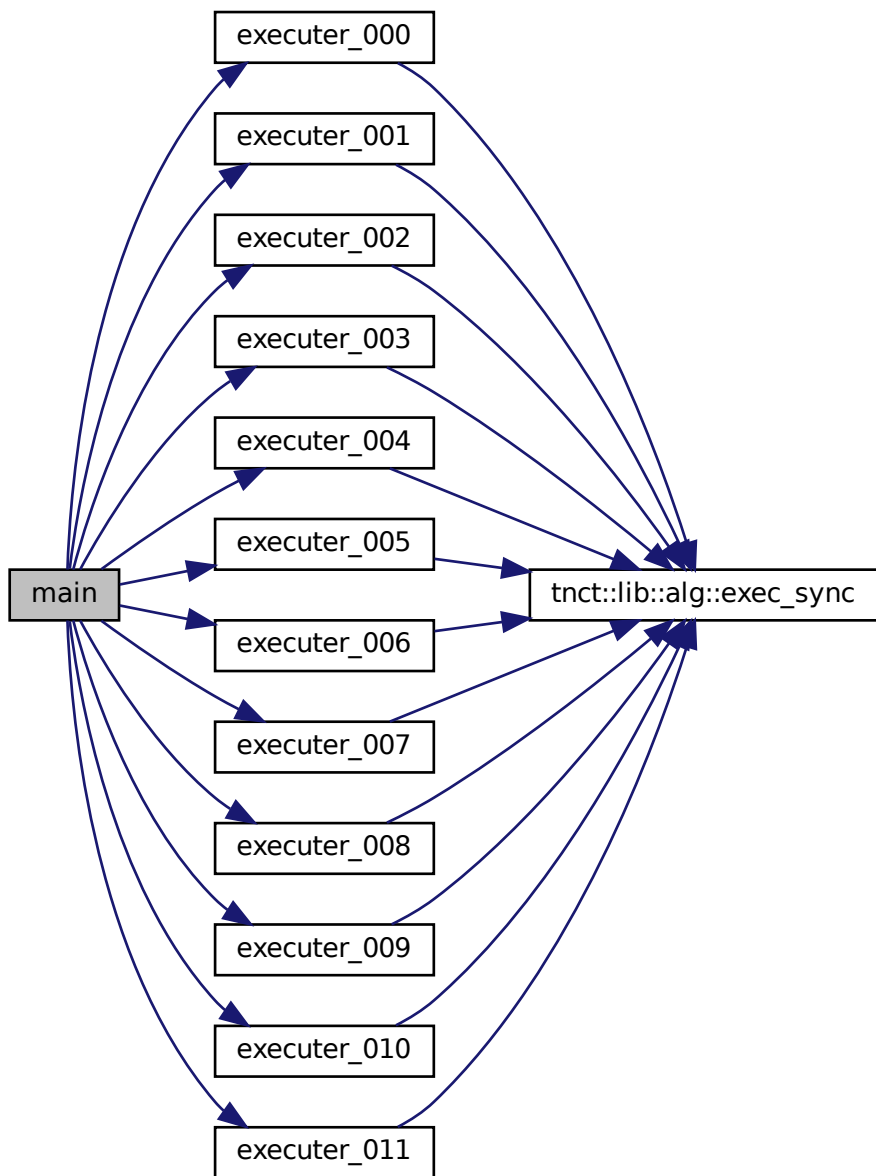 executer_000
executer_001
executer_002
executer_003
executer_004
executer_005
main
tnct::lib::alg::exec_sync
executer_006
executer_007
executer_008
executer_009
executer_010
executer_011